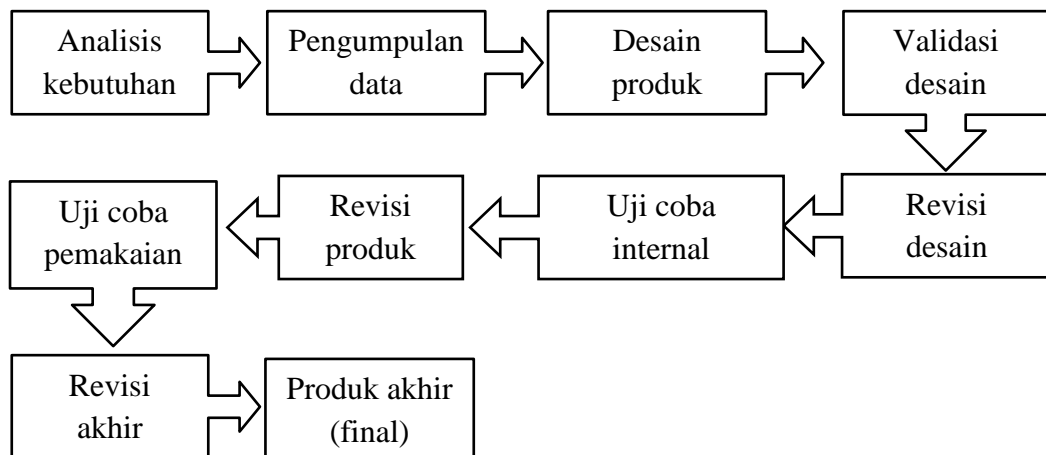 Analisis
kebutuhan
Pengumpulan
data
Desain
produk
Validasi
desain
Revisi
desain
Uji coba
internal
Revisi
produk
Uji coba
pemakaian
Revisi
akhir
Produk akhir
(final)